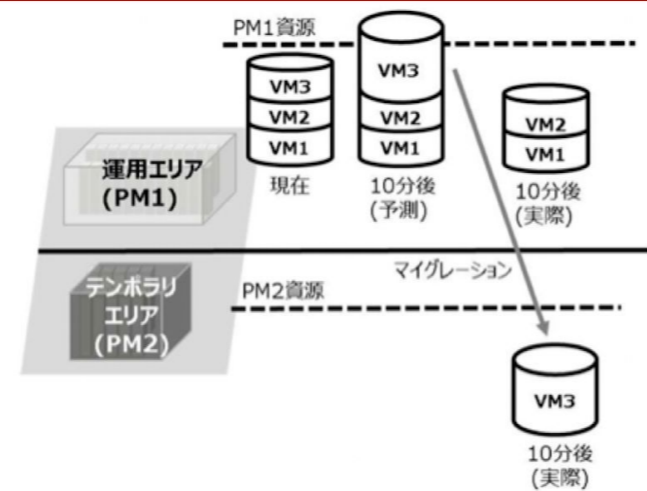 PM1資源
VM3
VM2
VM1
現在
VM3
VM2
VM1
10分後
(予測)
VM2
VM1
10分後
(実際)
運用エリア
(PM1)
マイグレーション
テンポラリ
エリア
(PM2)
PM2資源
VM3
10分後
(実際)